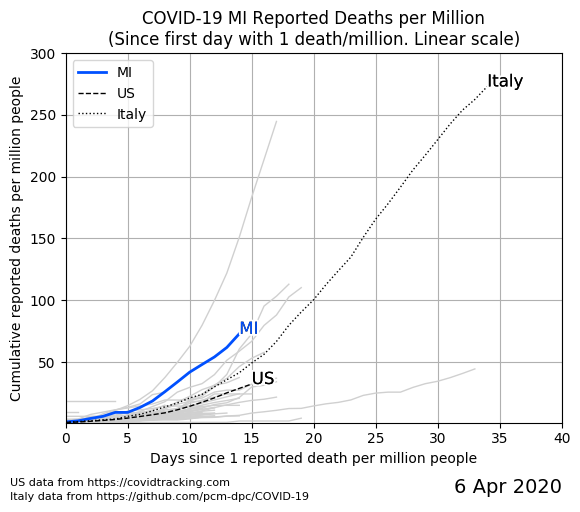 COVID-19 MI Reported Deaths per Million
(Since first day with 1 death/million. Linear scale)
300
250
200
150
100
50
Cumulative reported deaths per million people
MI
US
Italy
Italy
MI
US
0 5 10 15 20 25 30 35 40
Days since 1 reported death per million people
US data from https://covidtracking.com
Italy data from https://github.com/pcm-dpc/COVID-19
6 Apr 2020